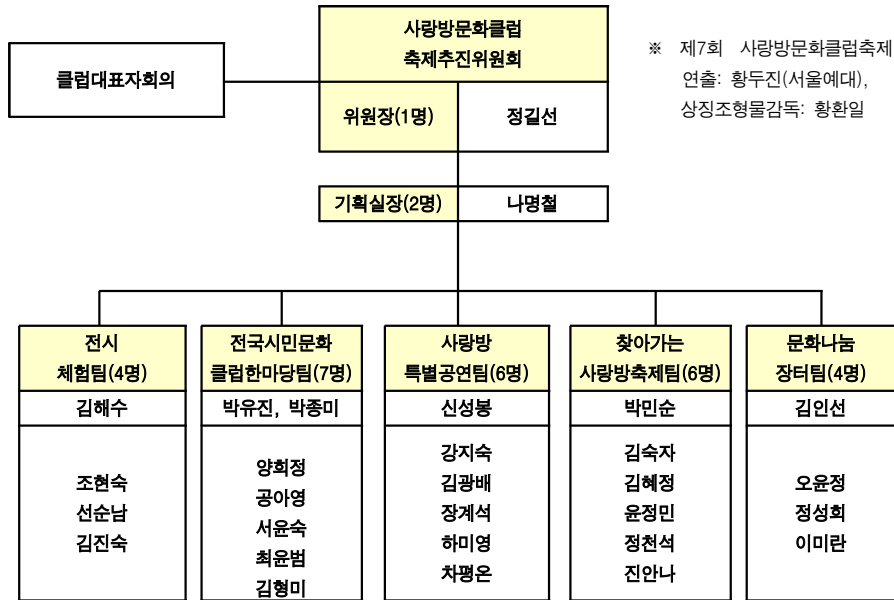 사랑방문화클럽
축제추진위원회
클럽대표자회의
위원장(1명)
정길선
※ 제7회 사랑방문화클럽축제
연출: 황두진(서울예대),
상징조형물감독: 황환일
기획실장(2명)
나명철
전시
체험팀(4명)
김해수
조현숙
선순남
김진숙
전국시민문화
클럽한마당팀(7명)
박유진, 박종미
양희정
공아영
서윤숙
최윤범
김형미
사랑방
특별공연팀(6명)
신성봉
강지숙
김광배
장계석
하미영
차평온
찾아가는
사랑방축제팀(6명)
박민순
김숙자
김혜정
윤정민
정천석
진안나
문화나눔
장터팀(4명)
김인선
오윤정
정성희
이미란